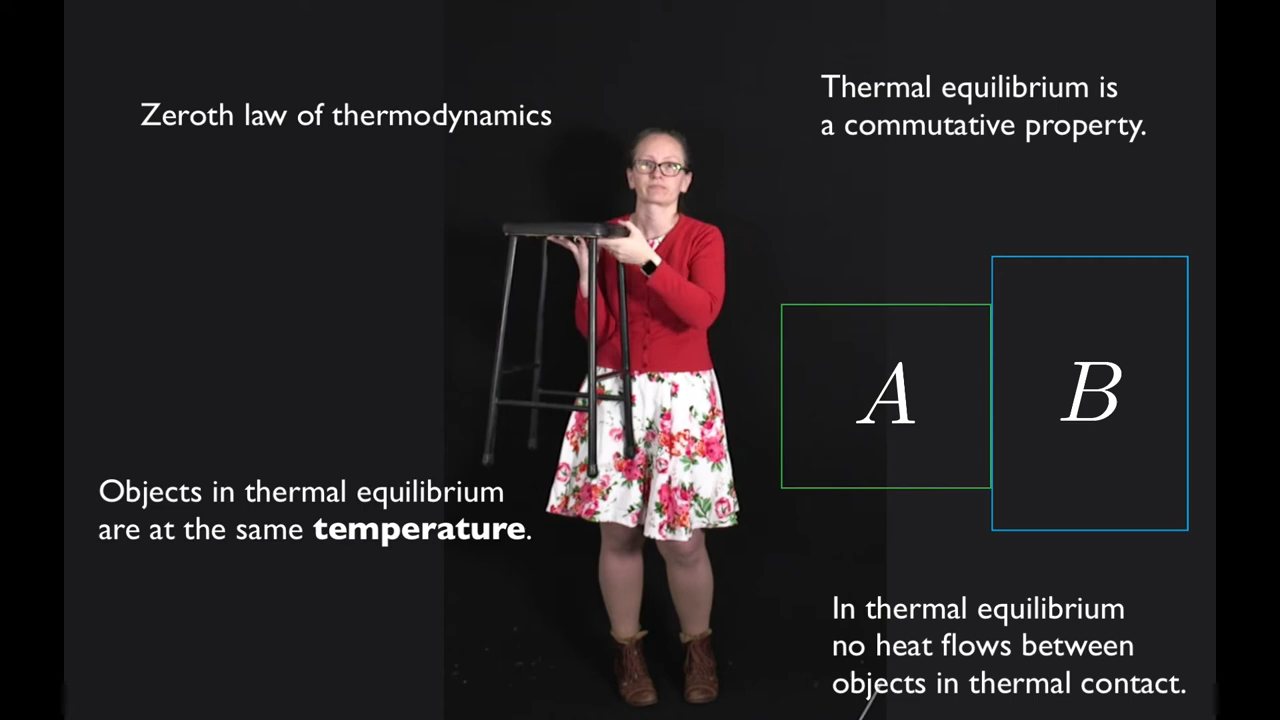 Zeroth law of thermodynamics
Thermal equilibrium is
a commutative property.
A
B
Objects in thermal equilibrium
are at the same temperature.
In thermal equilibrium
no heat flows between
objects in thermal contact.